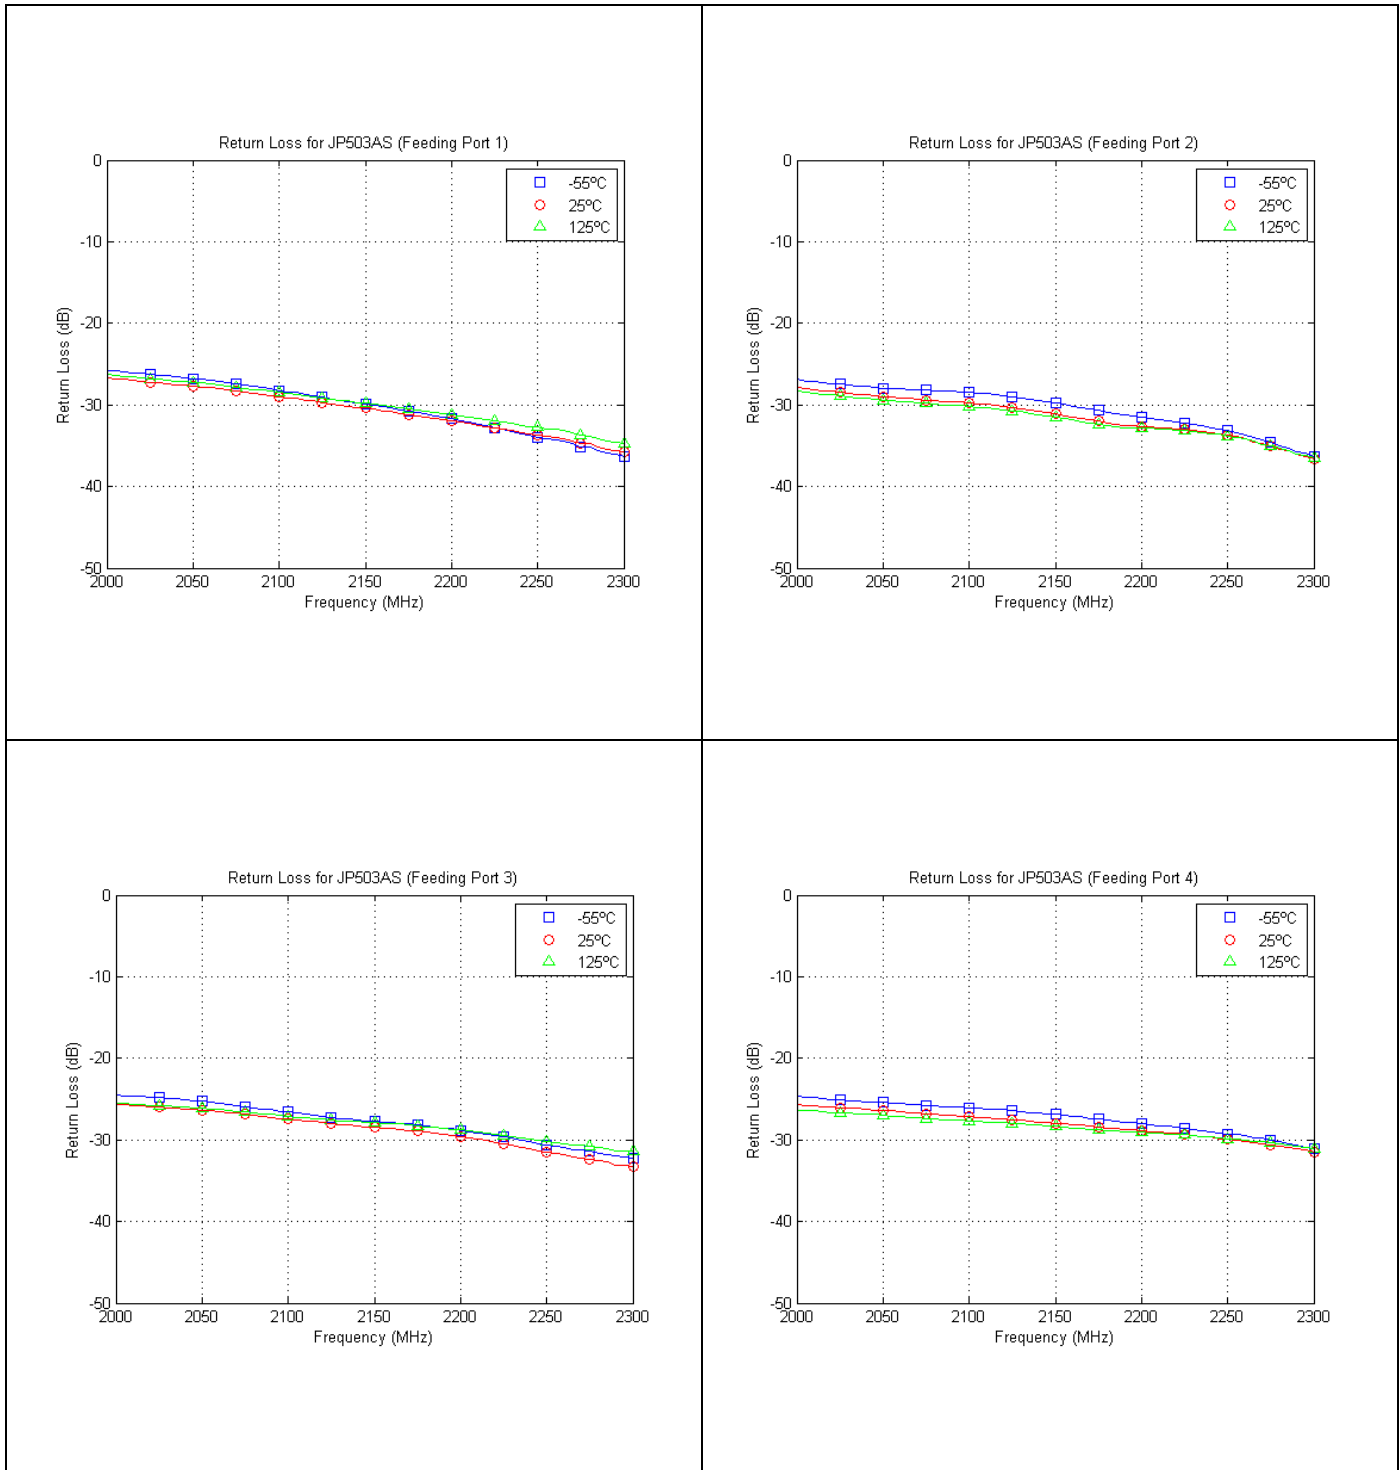 Return Loss for JP503AS (Feeding Port 1)
0
-10
-20
-30
-40
-50
Return Loss (dB)
-55ºC
25ºC
125ºC
2000 2050 2100 2150 2200 2250 2300
Frequency (MHz)
Return Loss for JP503AS (Feeding Port 2)
0
-10
-20
-30
-40
-50
Return Loss (dB)
-55ºC
25ºC
125ºC
2000 2050 2100 2150 2200 2250 2300
Frequency (MHz)
Return Loss for JP503AS (Feeding Port 3)
0
-10
-20
-30
-40
-50
Return Loss (dB)
-55ºC
25ºC
125ºC
2000 2050 2100 2150 2200 2250 2300
Frequency (MHz)
Return Loss for JP503AS (Feeding Port 4)
0
-10
-20
-30
-40
-50
Return Loss (dB)
-55ºC
25ºC
125ºC
2000 2050 2100 2150 2200 2250 2300
Frequency (MHz)